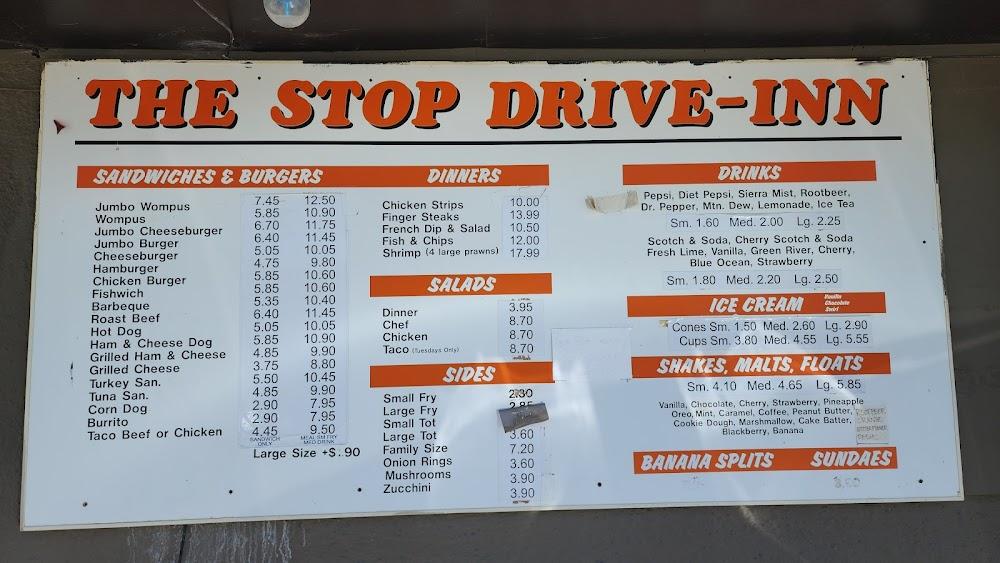 THE STOP DRIVE-INN
SANDWICHES & BURGERS
Jumbo Wompus 7.45 12.50
Wompus 5.85 10.90
Jumbo Cheeseburger 6.70 11.75
Jumbo Burger 6.40 11.45
Cheeseburger 5.05 10.05
Hamburger 4.75 9.80
Chicken Burger 5.85 10.60
Fishwich 5.85 10.60
Barbeque 5.35 10.40
Roast Beef 6.40 11.45
Hot Dog 5.05 10.05
Ham & Cheese Dog 5.85 10.90
Grilled Ham & Cheese 4.85 9.90
Grilled Cheese 3.75 8.80
Turkey San. 5.50 10.45
Tuna San. 4.85 9.90
Corn Dog 2.90 7.95
Burrito 2.90 7.95
Taco Beef or Chicken 4.45 9.50
SANDWICH ONLY MEAL SM FRY MED DRINK
Large Size +$.90
DINNERS
Chicken Strips 10.00
Finger Steaks 13.99
French Dip & Salad 10.50
Fish & Chips 12.00
Shrimp (4 large prawns) 17.99
SALADS
Dinner 3.95
Chef 8.70
Chicken 8.70
Taco (Tuesdays Only) 8.70
SIDES
Small Fry 2.30
Large Fry 2.85
Small Tot
Large Tot 3.60
Family Size 7.20
Onion Rings 3.60
Mushrooms 3.90
Zucchini 3.90
DRINKS
Pepsi, Diet Pepsi, Sierra Mist, Rootbeer,
Dr. Pepper, Mtn. Dew, Lemonade, Ice Tea
Sm. 1.60 Med. 2.00 Lg. 2.25
Scotch & Soda, Cherry Scotch & Soda
Fresh Lime, Vanilla, Green River, Cherry,
Blue Ocean, Strawberry
Sm. 1.80 Med. 2.20 Lg. 2.50
ICE CREAM Vanilla
Chocolate
Swirl
Cones Sm. 1.50 Med. 2.60 Lg. 2.90
Cups Sm. 3.80 Med. 4.55 Lg. 5.55
SHAKES, MALTS, FLOATS
Sm. 4.10 Med. 4.65 Lg. 5.85
Vanilla, Chocolate, Cherry, Strawberry, Pineapple
Oreo, Mint, Caramel, Coffee, Peanut Butter,
Cookie Dough, Marshmallow, Cake Batter,
Blackberry, Banana
BANANA SPLITS SUNDAES